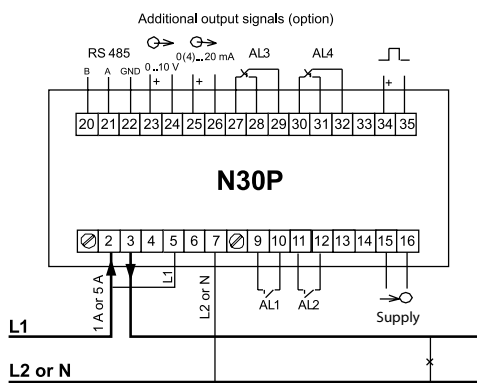 Additional output signals (option)
RS 485
B A GND
0..10 V
0(4)...20 mA
AL3
AL4
+ + +
20 21 22 23 24 25 26 27 28 29 30 31 32 33 34 35
N30P
2 3 4 5 6 7 9 10 11 12 13 14 15 16
1 A or 5 A
L1
L2 or N
AL1
AL2
Supply
L1
L2 or N